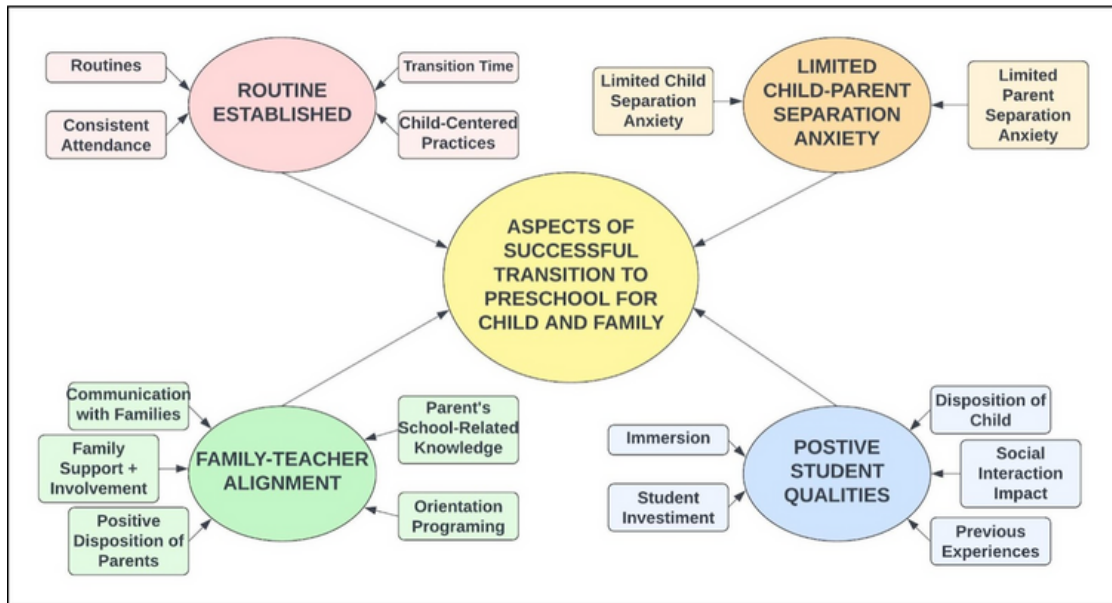 Routines
Consistent
Attendance
ROUTINE
ESTABLISHED
Transition Time
Child-Centered
Practices
Limited Child
Separation
Anxiety
LIMITED
CHILD-PARENT
SEPARATION
ANXIETY
Limited
Parent
Separation
Anxiety
ASPECTS OF
SUCCESSFUL
TRANSITION TO
PRESCHOOL FOR
CHILD AND FAMILY
Communication
with Families
Family
Support +
Involvement
Positive
Disposition of
Parents
FAMILY-TEACHER
ALIGNMENT
Parent's
School-Related
Knowledge
Orientation
Programing
Immersion
Student
Investiment
POSTIVE
STUDENT
QUALITIES
Disposition of
Child
Social
Interaction
Impact
Previous
Experiences